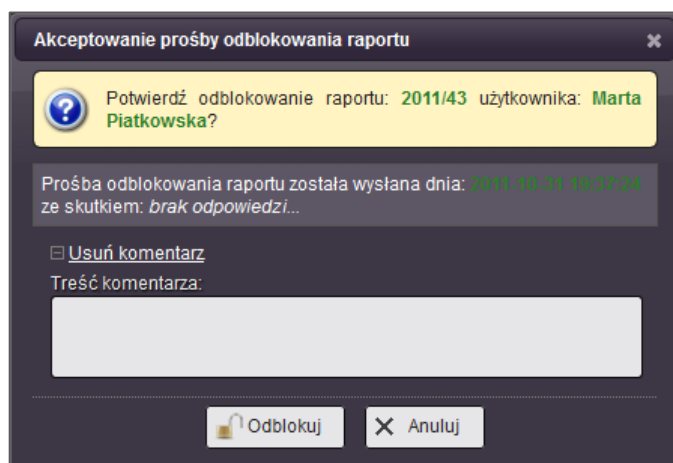 Akceptowanie prośby odblokowania raportu
Potwierdź odblokowanie raportu: 2011/43 użytkownika: Marta
Piatkowska?
Prośba odblokowania raportu została wysłana dnia: 2011-10-31 10:37:24
ze skutkiem: brak odpowiedzi...
Usuń komentarz
Treść komentarza:
Odblokuj
Anuluj